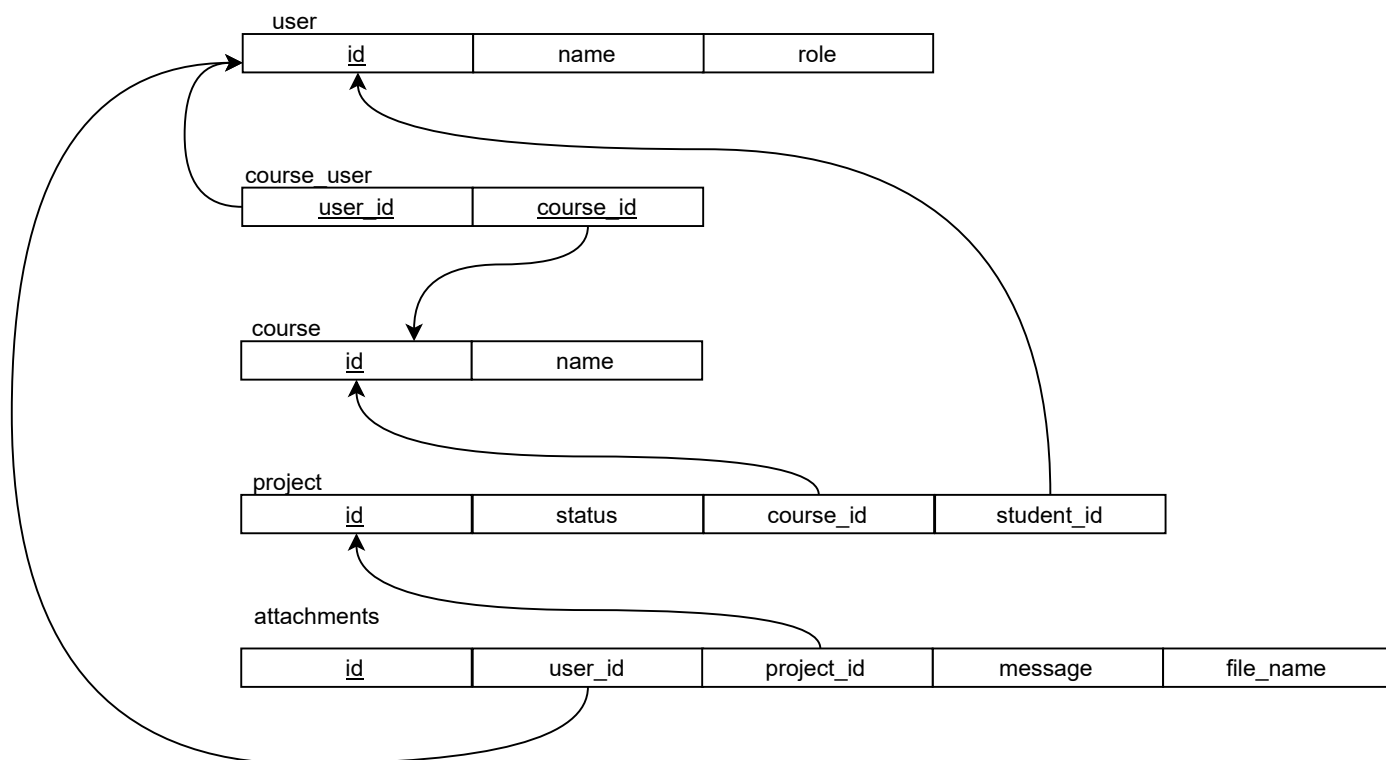 user
id name role
course_user
user_id course_id
course
id name
project
id status course_id student_id
attachments
id user_id project_id message file_name